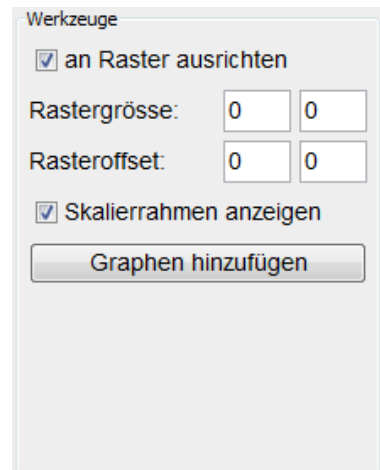 Werkzeuge
an Raster ausrichten
Rastergrösse: 0 0
Rasteroffset: 0 0
Skalierrahmen anzeigen
Graphen hinzufügen